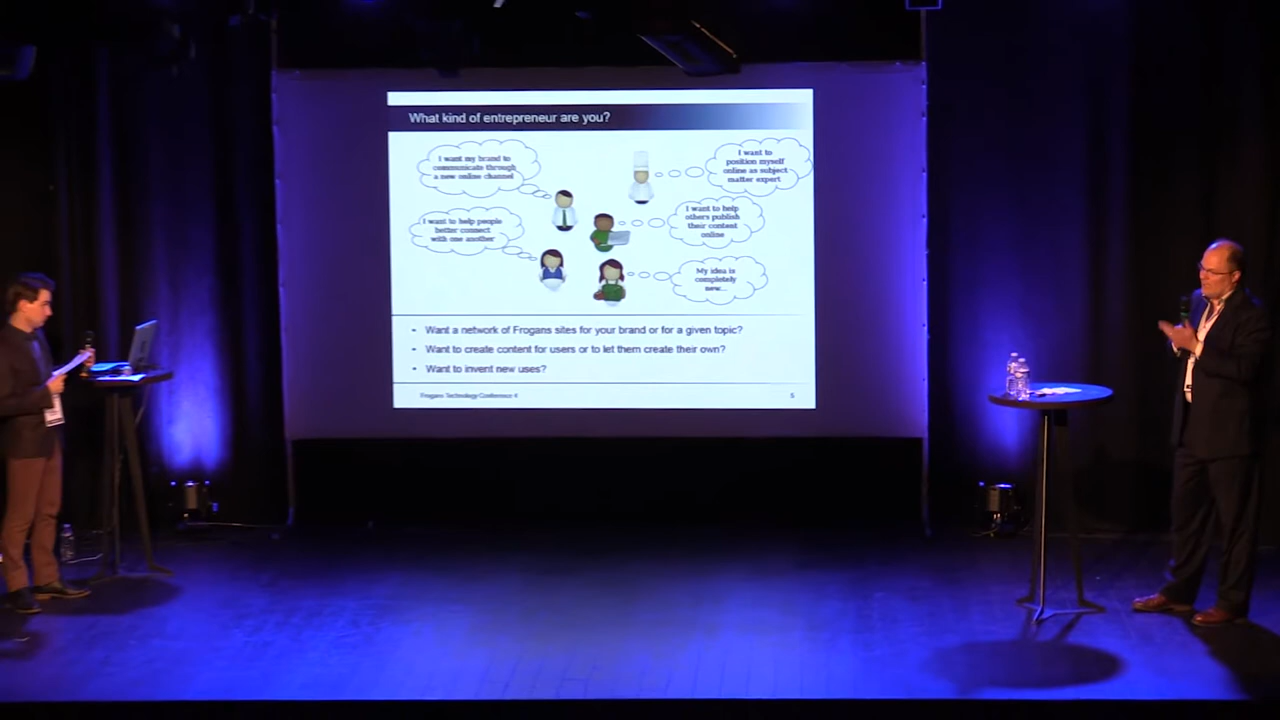 What kind of entrepreneur are you?
I want my brand to
communicate through
a new online channel
I want to
position myself
online as subject
matter expert
I want to help people
better connect
with one another
I want to help
others publish
their content
online
My idea is
completely
new...
• Want a network of Frogans sites for your brand or for a given topic?
• Want to create content for users or to let them create their own?
• Want to invent new uses?
Frogans Technology Conference 4
5